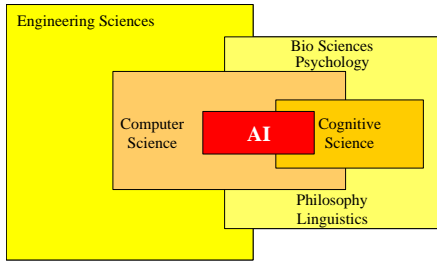 Engineering Sciences
Bio Sciences
Psychology
Computer
Science
AI
Cognitive
Science
Philosophy
Linguistics